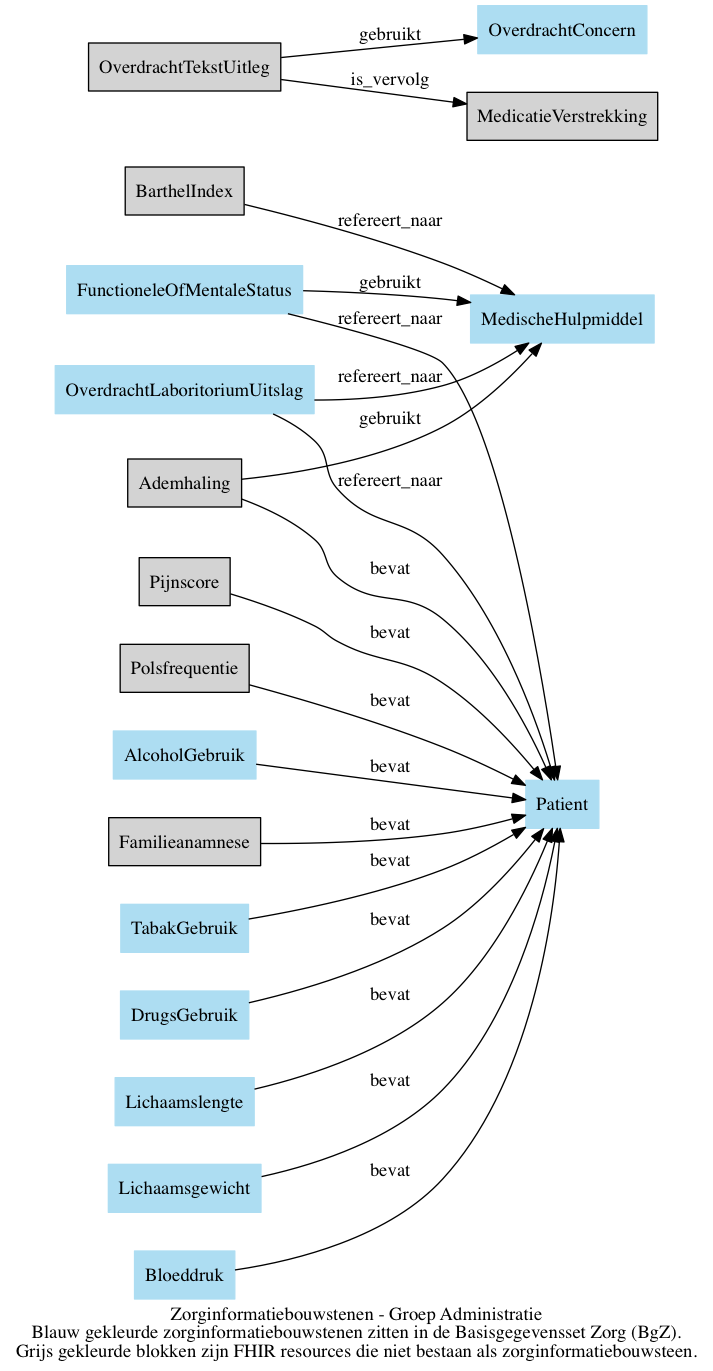 gebruikt
OverdrachtConcern
OverdrachtTekstUitleg
is_vervolg
MedicatieVerstrekking
BarthelIndex
refereert_naar
FunctioneleOfMentaleStatus
gebruikt
MedischeHulpmiddel
refereert_naar
OverdrachtLaboritoriumUitslag
refereert_naar
gebruikt
Ademhaling
refereert_naar
bevat
Pijnscore
bevat
Polsfrequentie
bevat
AlcoholGebruik
bevat
Patient
bevat
Familieanamnese
bevat
TabakGebruik
bevat
DrugsGebruik
bevat
Lichaamslengte
bevat
Lichaamsgewicht
bevat
Bloeddruk
Zorginformatiebouwstenen - Groep Administratie
Blauw gekleurde zorginformatiebouwstenen zitten in de Basisgegevensset Zorg (BgZ).
Grijs gekleurde blokken zijn FHIR resources die niet bestaan als zorginformatiebouwsteen.